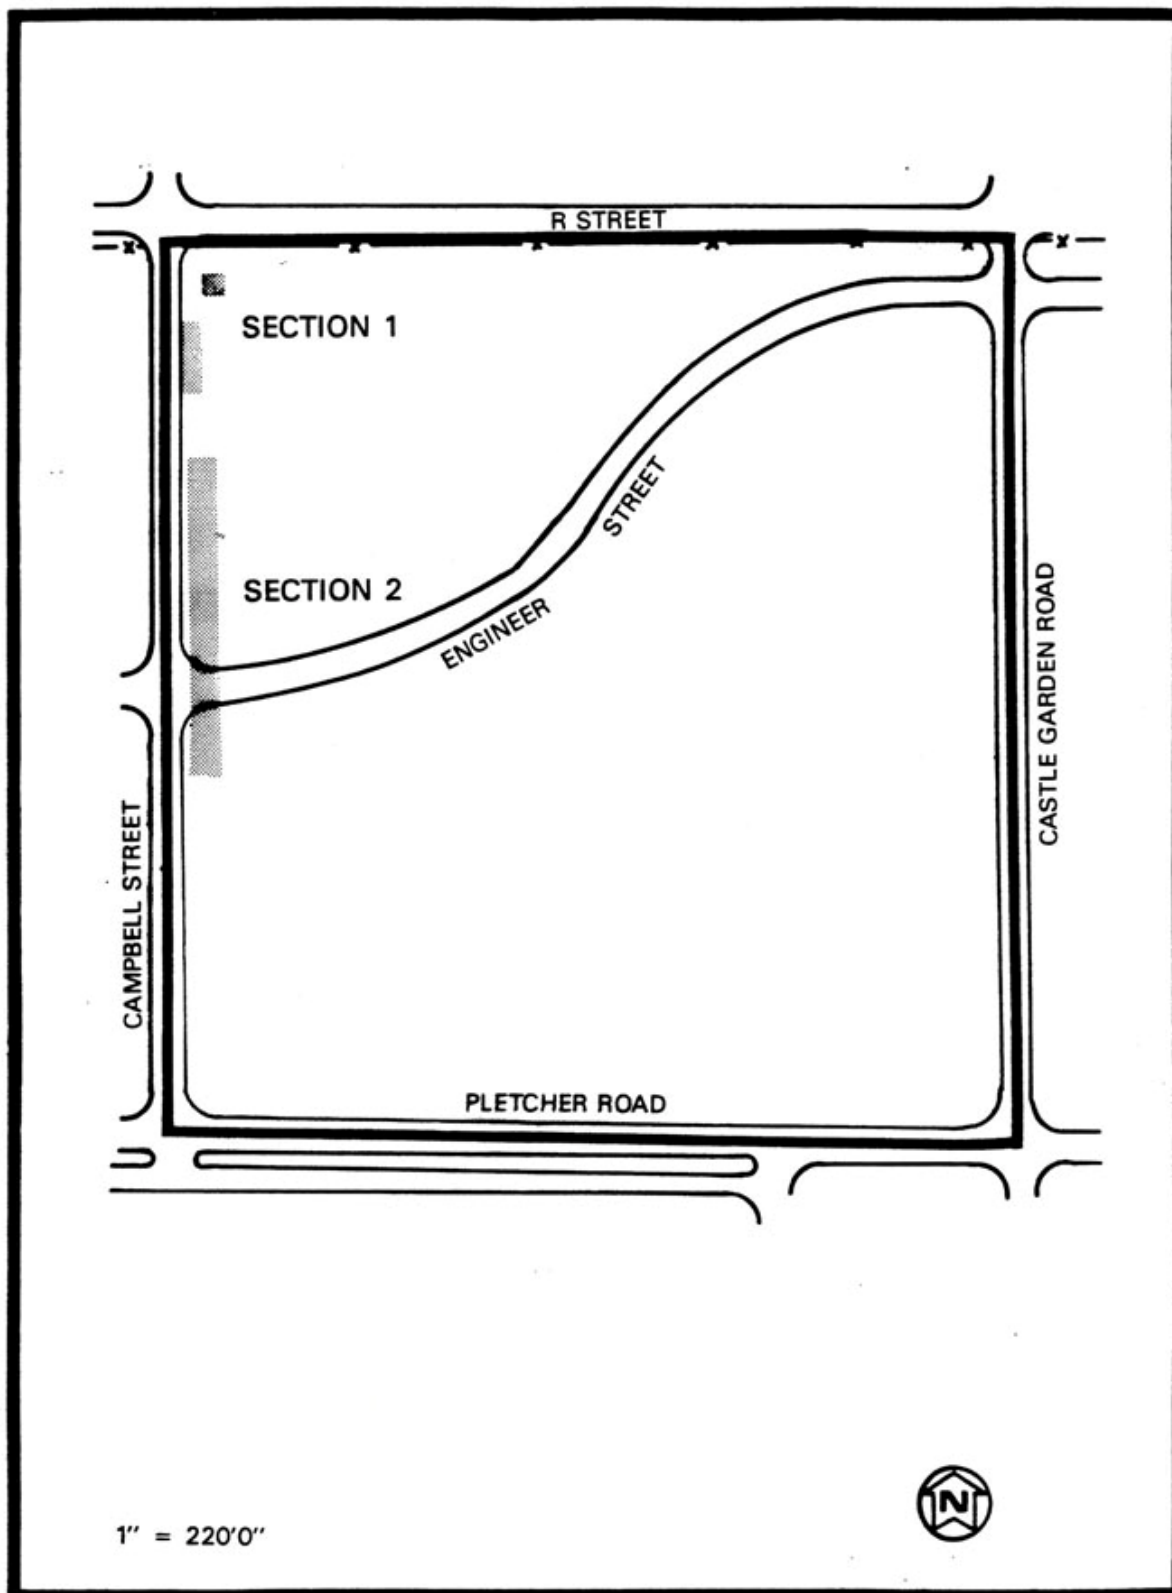 R STREET
SECTION 1
STREET
SECTION 2
ENGINEER
CASTLE GARDEN ROAD
CAMPBELL STREET
PLETCHER ROAD
N
1" = 220'0"